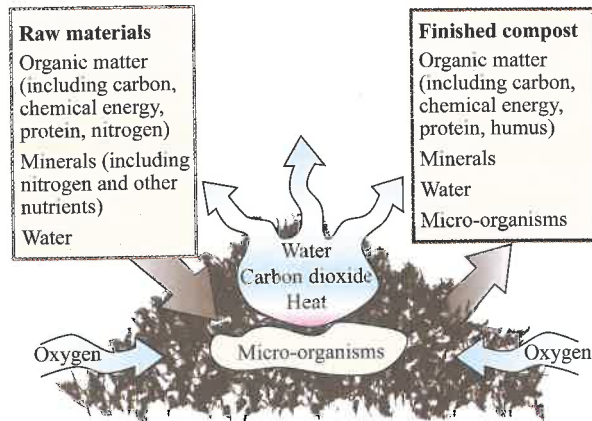 Raw materials
Organic matter
(including carbon,
chemical energy,
protein, nitrogen)
Minerals (including
nitrogen and other
nutrients)
Water
Finished compost
Organic matter
(including carbon,
chemical energy,
protein, humus)
Minerals
Water
Micro-organisms
Water
Carbon dioxide
Heat
Micro-organisms
Oxygen
Oxygen